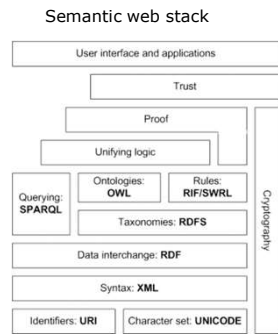 Semantic web stack
User interface and applications
Trust
Proof
Unifying logic
Querying:
SPARQL
Ontologies:
OWL
Rules:
RIF/SWRL
Taxonomies: RDFS
Cryptography
Data interchange: RDF
Syntax: XML
Identifiers: URI
Character set: UNICODE